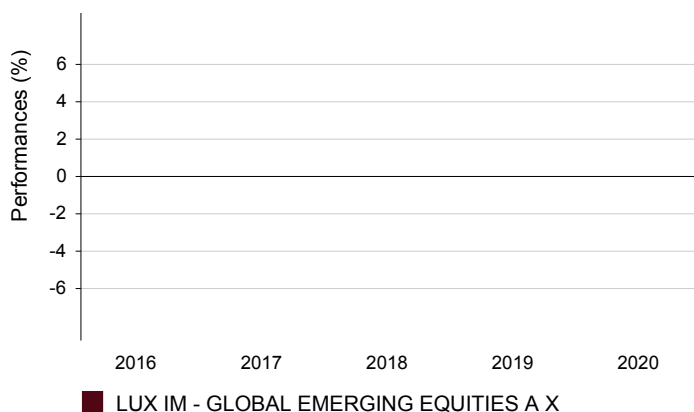 Performances (%)
6
4
2
0
-2
-4
-6
2016 2017 2018 2019 2020
LUX IM - GLOBAL EMERGING EQUITIES A X